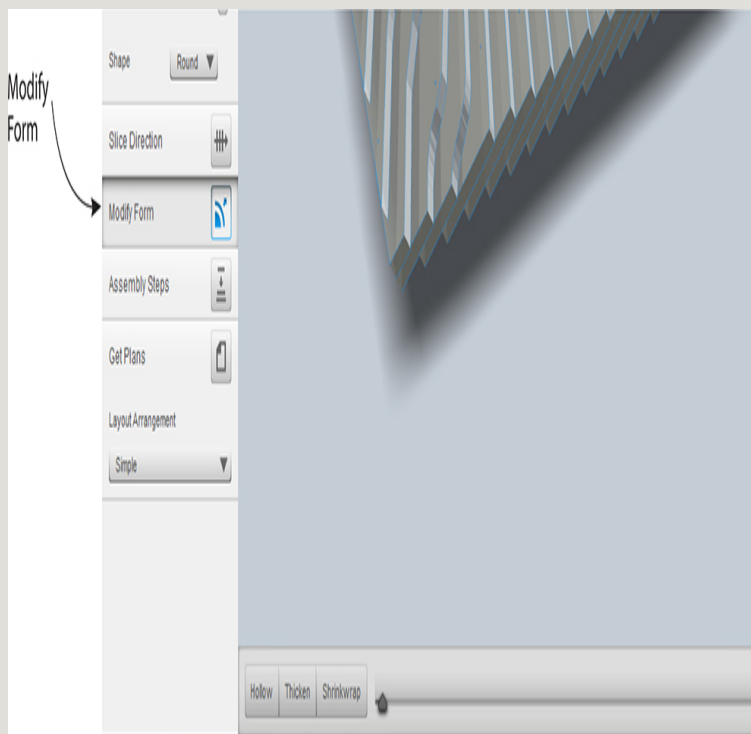 Shape
Round
Modify
Form
Slice Direction
Modify Form
Assembly Steps
Get Plans
Layout Arrangement
Simple
Hollow
Thicken
Shrinkwrap